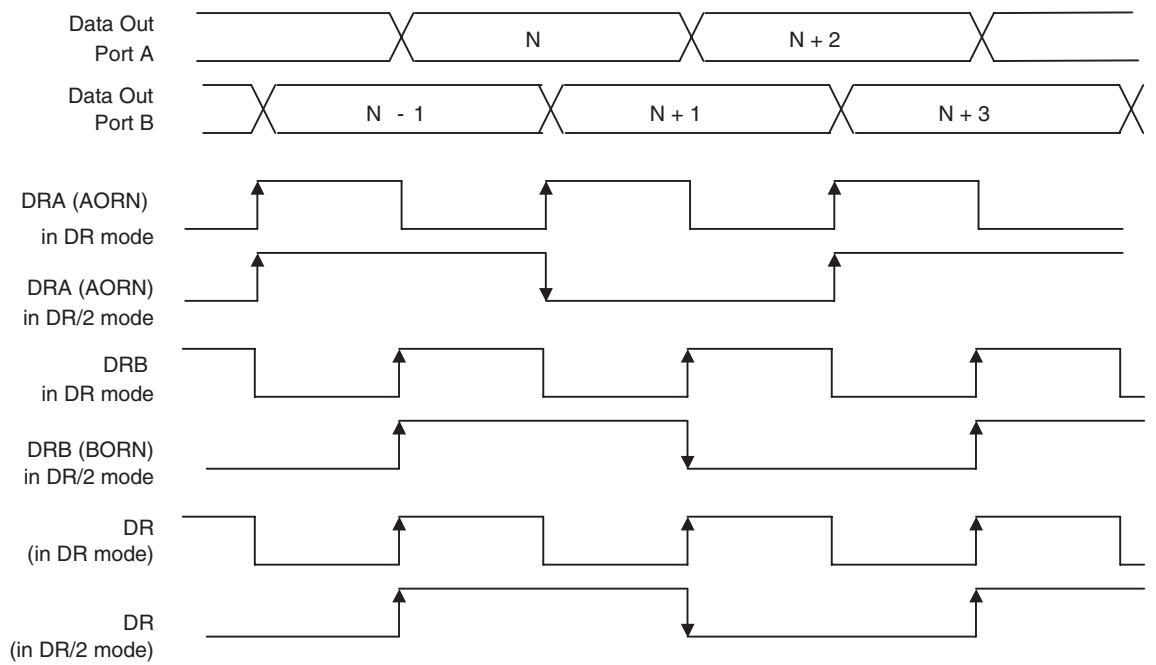 Data Out
Port A
N
N + 2
Data Out
Port B
N - 1
N + 1
N + 3
DRA (AORN)
in DR mode
DRA (AORN)
in DR/2 mode
DRB
in DR mode
DRB (BORN)
in DR/2 mode
DR
(in DR mode)
DR
(in DR/2 mode)